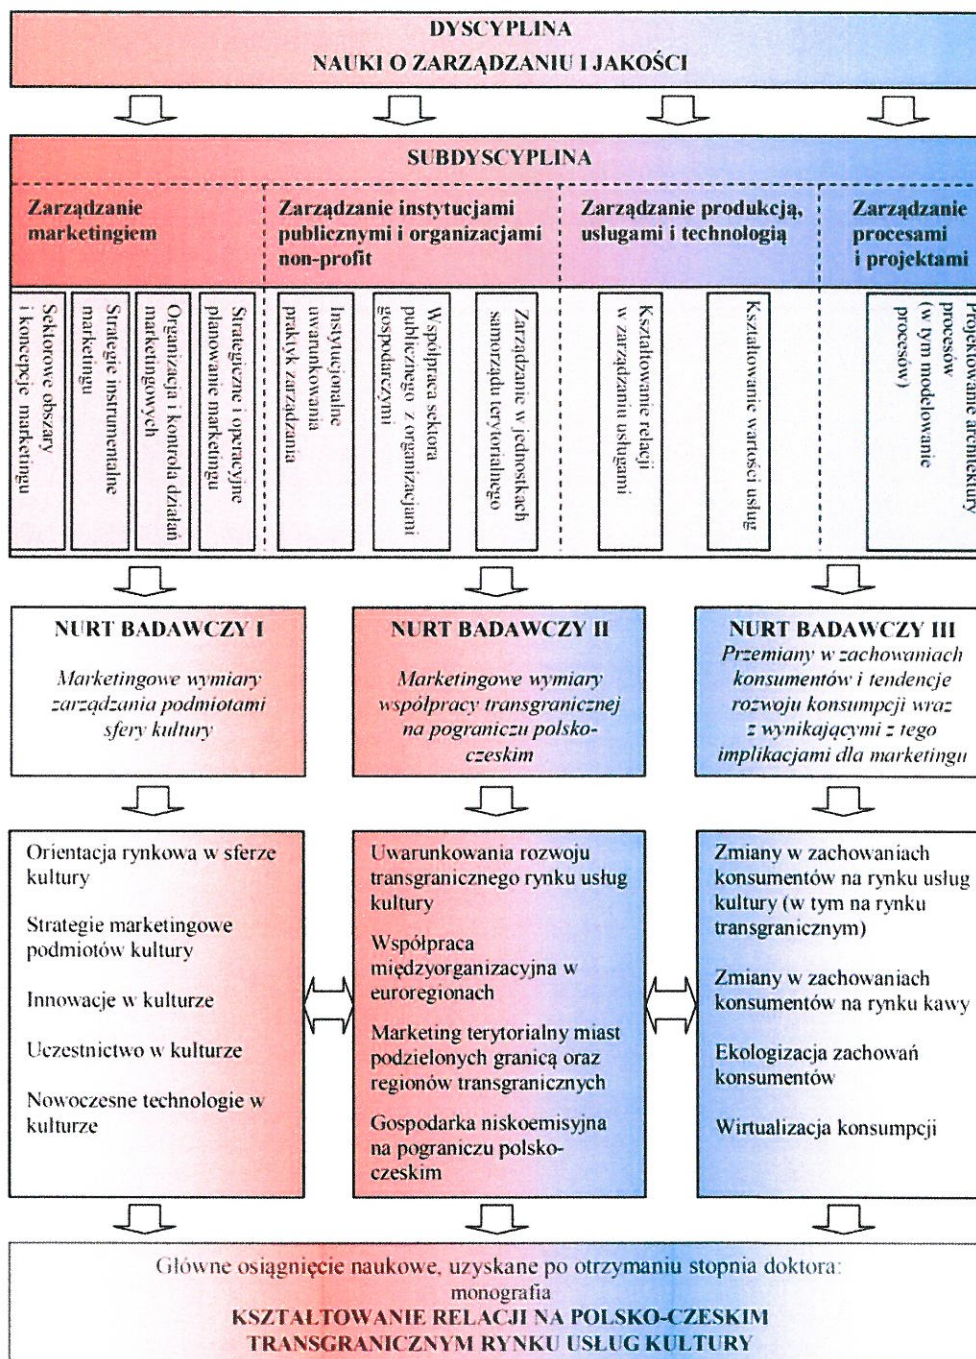 DYSCYPLINA
NAUKI O ZARZĄDZANIU I JAKOŚCI
SUBDYSCYPLINA
Zarządzanie
marketingiem
Zarządzanie instytucjami
publicznymi i organizacjami
non-profit
Zarządzanie produkcją,
usługami i technologią
Zarządzanie
procesami
i projektami
Sektorowe obszary
i koncepcje marketingu
Strategie instrumentalne
marketingu
Organizacja i kontrola działań
marketingowych
Strategiczne i operacyjne
planowanie marketingu
Instytucjonalne
uwarunkowania
praktyk zarządzania
Współpraca sektora
publicznego z organizacjami
gospodarczymi
Zarządzanie w jednostkach
samorządu terytorialnego
Kształtowanie relacji
w zarządzaniu usługami
Kształtowanie wartości usług
Projektowanie architektury
procesów
(w tym modelowanie
procesów)
NURT BADAWCZY I
Marketingowe wymiary
zarządzania podmiotami
sfery kultury
NURT BADAWCZY II
Marketingowe wymiary
współpracy transgranicznej
na pograniczu polsko-
czeskim
NURT BADAWCZY III
Przemiany w zachowaniach
konsumentów i tendencje
rozwoju konsumpcji wraz
z wynikającymi z tego
implikacjami dla marketingu
Orientacja rynkowa w sferze
kultury
Strategie marketingowe
podmiotów kultury
Innowacje w kulturze
Uczestnictwo w kulturze
Nowoczesne technologie w
kulturze
Uwarunkowania rozwoju
transgranicznego rynku usług
kultury
Współpraca
międzyorganizacyjna w
euroregionach
Marketing terytorialny miast
podzielonych granicą oraz
regionów transgranicznych
Gospodarka niskoemisyjna
na pograniczu polsko-
czeskim
Zmiany w zachowaniach
konsumentów na rynku usług
kultury (w tym na rynku
transgranicznym)
Zmiany w zachowaniach
konsumentów na rynku kawy
Ekologizacja zachowań
konsumentów
Wirtualizacja konsumpcji
Główne osiągnięcie naukowe, uzyskane po otrzymaniu stopnia doktora:
monografia
KSZTAŁTOWANIE RELACJI NA POLSKO-CZESKIM
TRANSGRANICZNYM RYNKU USŁUG KULTURY